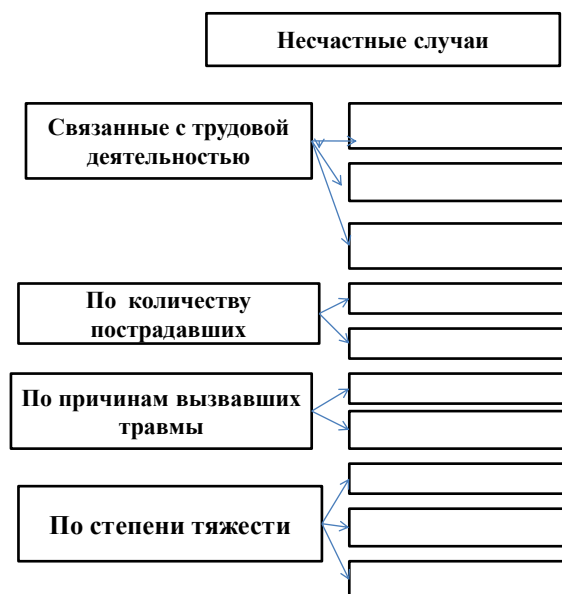 Несчастные случаи
Связанные с трудовой
деятельностью
По количеству
пострадавших
По причинам вызвавших
травмы
По степени тяжести